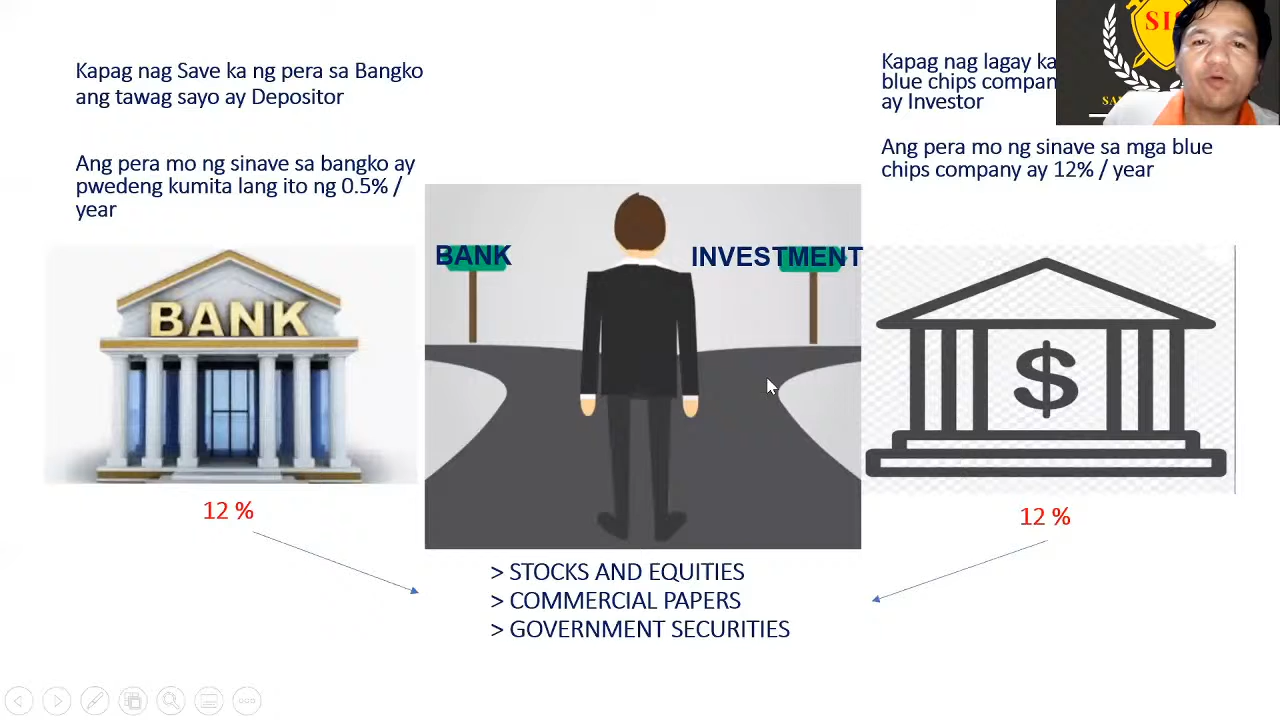 Kapag nag Save ka ng pera sa Bangko
ang tawag sayo ay Depositor
Ang pera mo ng sinave sa bangko ay
pwedeng kumita lang ito ng 0.5% /
year
Kapag nag lagay ka
blue chips
ay Investor
Ang pera mo ng sinave sa mga blue
chips company ay 12% / year
BANK
INVESTMENT
BANK
$
12 %
12 %
> STOCKS AND EQUITIES
> COMMERCIAL PAPERS
> GOVERNMENT SECURITIES